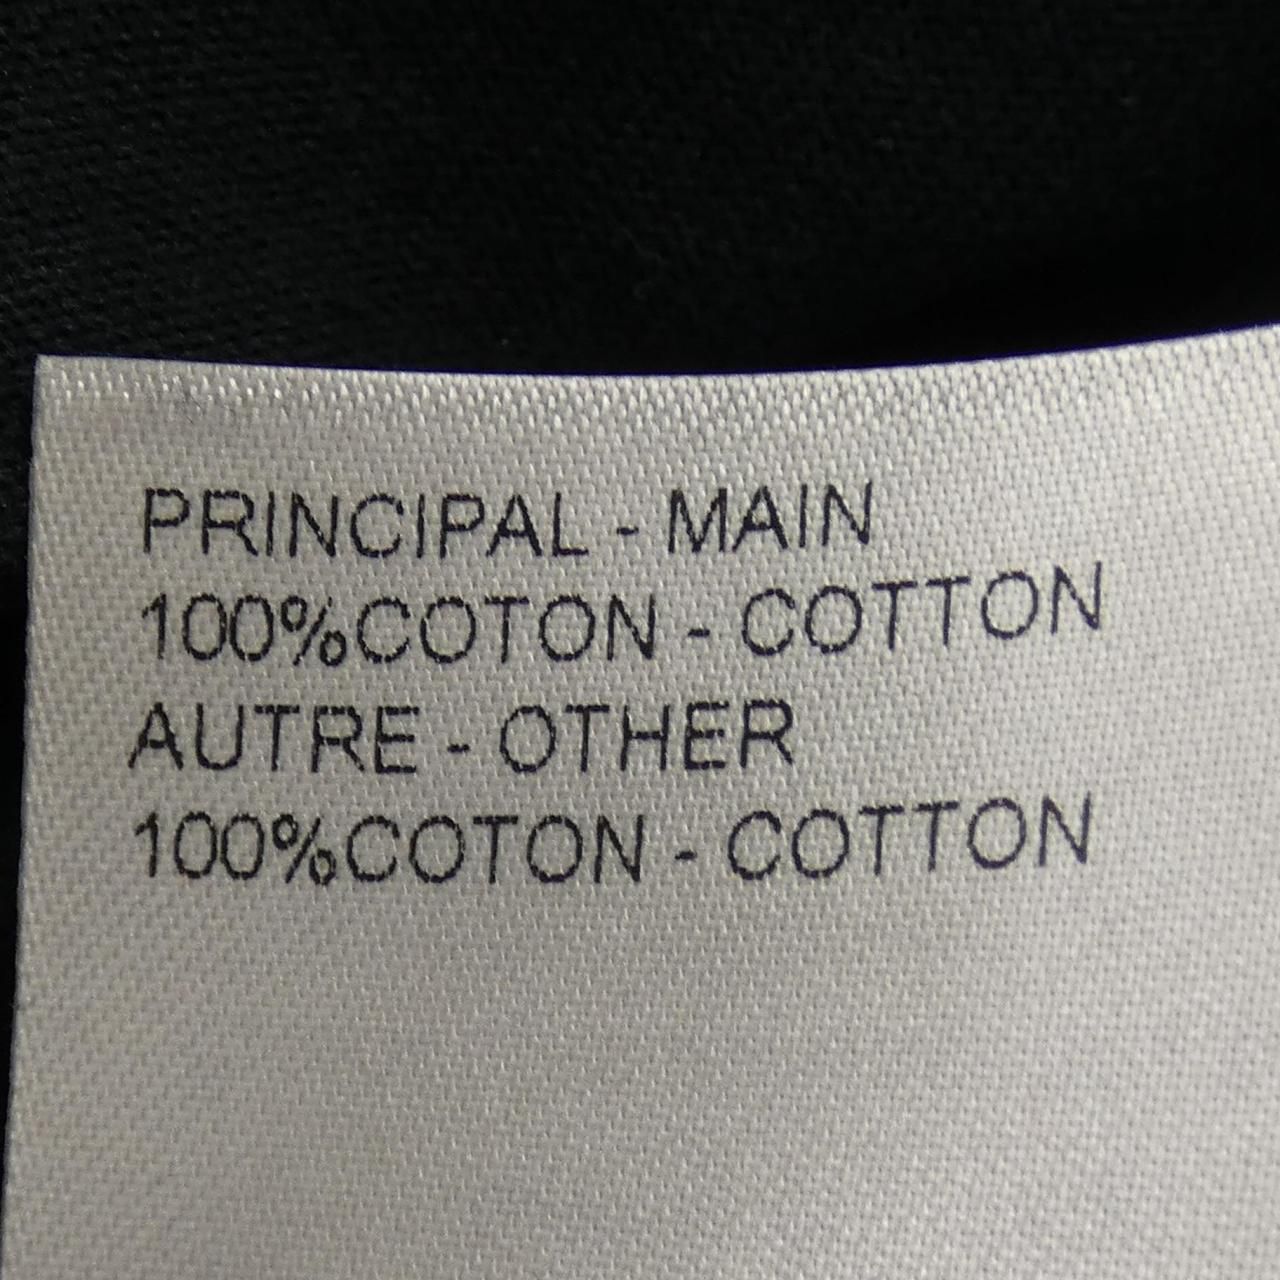 PRINCIPAL - MAIN
100%COTON - COTTON
AUTRE - OTHER
100%COTON - COTTON